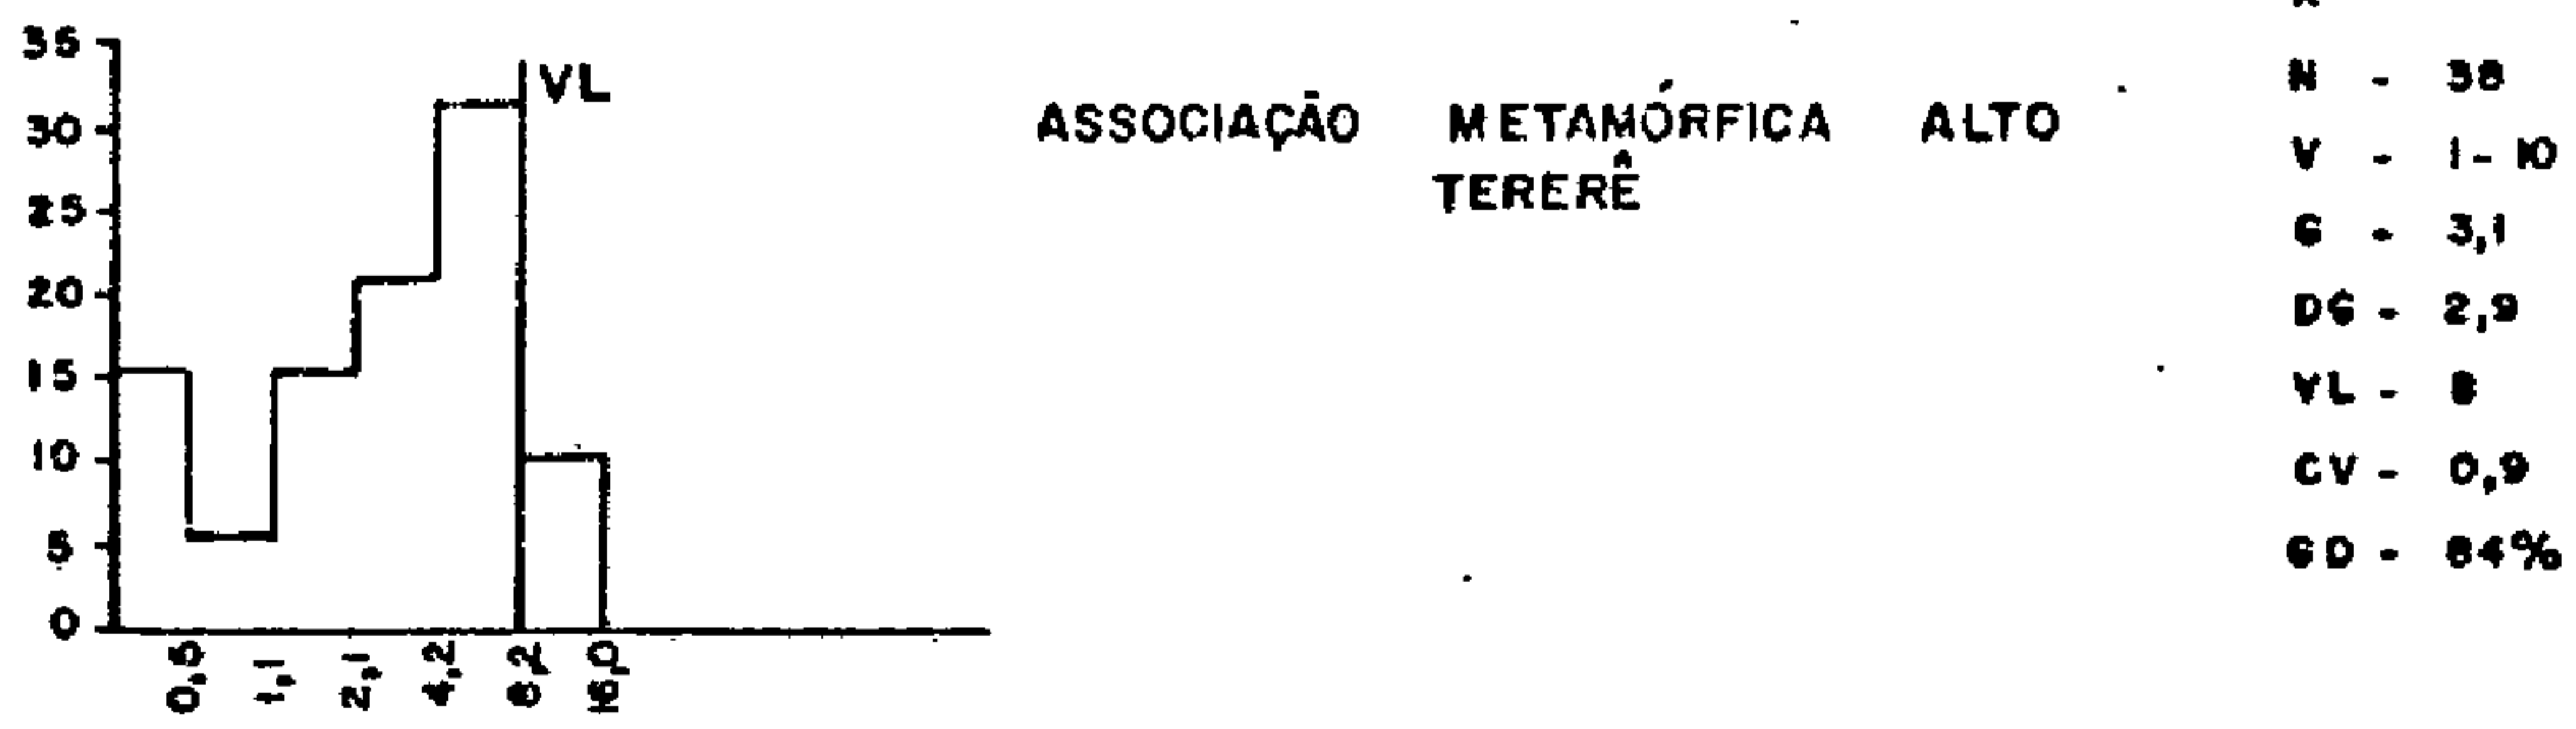 35
30
25
20
15
10
5
0
VL
0,5
1,1
2,1
4,2
8,2
16,0
ASSOCIAÇÃO METAMÓRFICA ALTO
TERERÊ
N - 38
V - 1-10
G - 3,1
DG - 2,9
VL - 8
CV - 0,9
GD - 84%